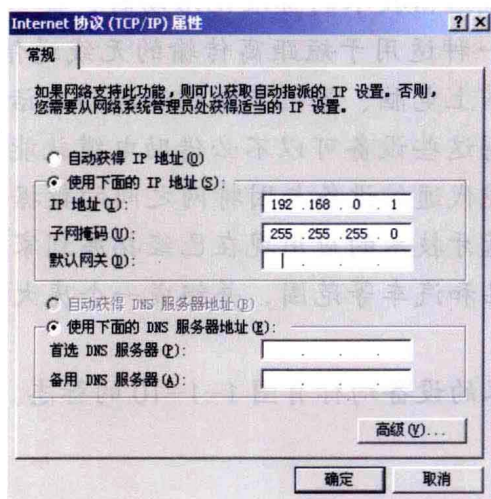 Internet 协议 (TCP/IP) 属性
常规
如果网络支持此功能,则可以获取自动指派的 IP 设置。否则,
您需要从网络系统管理员处获得适当的 IP 设置。
自动获得 IP 地址(O)
使用下面的 IP 地址(S):
IP 地址(I): 192 .168 . 0 . 1
子网掩码(U): 255 .255 .255 . 0
默认网关(D): . . .
自动获得 DNS 服务器地址(B)
使用下面的 DNS 服务器地址(E):
首选 DNS 服务器(P): . . .
备用 DNS 服务器(A): . . .
高级(V)...
确定
取消